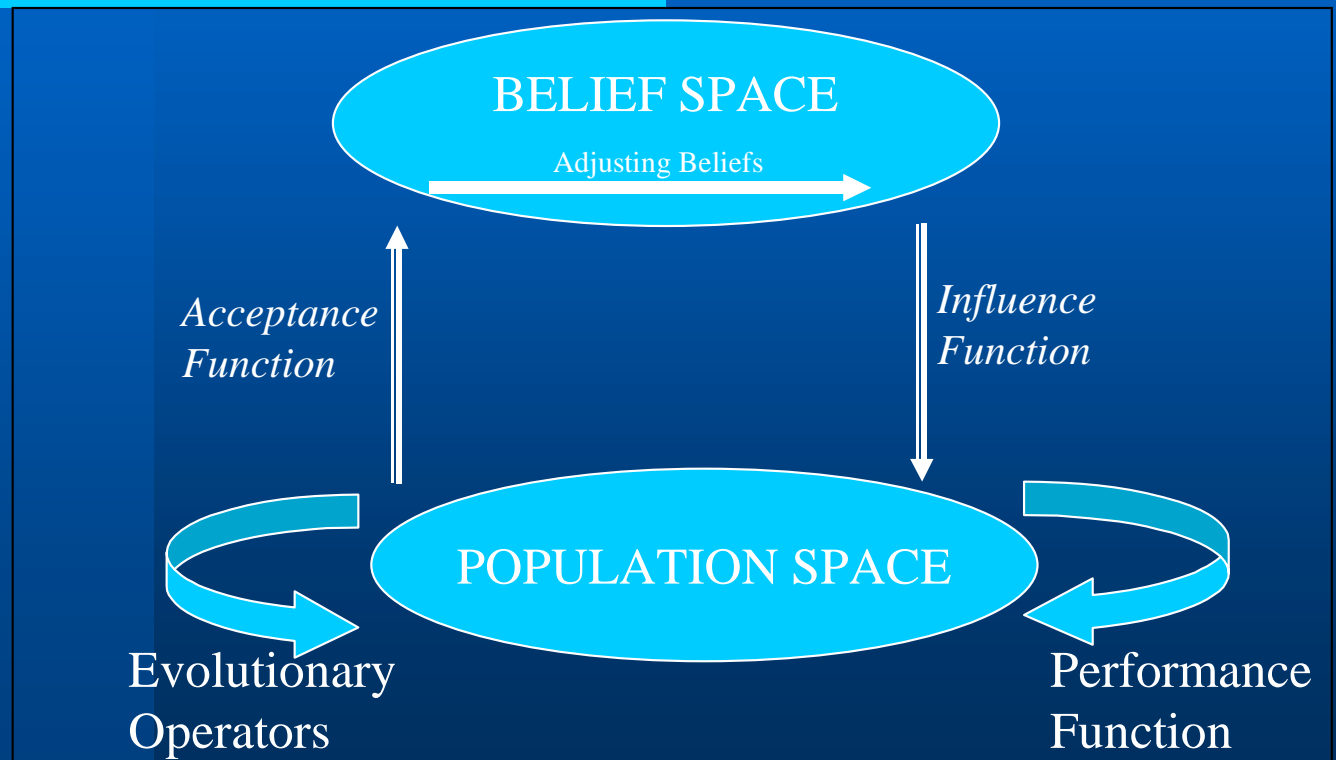 BELIEF SPACE
Adjusting Beliefs
Acceptance
Function
Influence
Function
POPULATION SPACE
Evolutionary
Operators
Performance
Function